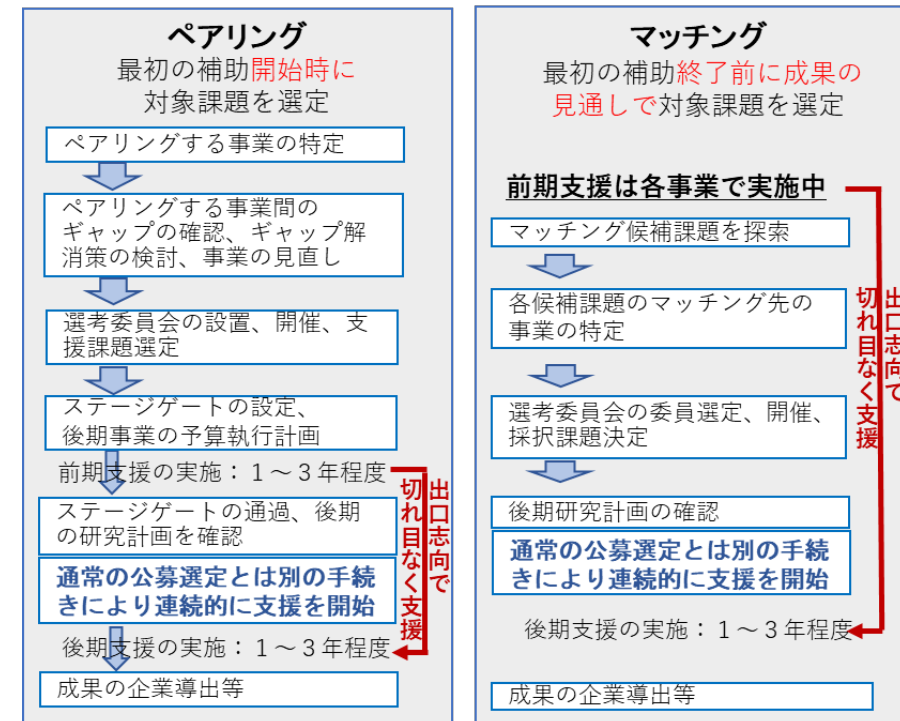 ペアリング
最初の補助開始時に
対象課題を選定
ペアリングする事業の特定
ペアリングする事業間の
ギャップの確認、ギャップ解
消策の検討、事業の見直し
選考委員会の設置、開催、支
援課題選定
ステージゲートの設定、
後期事業の予算執行計画
前期支援の実施：１～３年程度
ステージゲートの通過、後期
の研究計画を確認
通常の公募選定とは別の手続
きにより連続的に支援を開始
後期支援の実施：１～３年程度
成果の企業導出等
出口志向で
切れ目なく支援
マッチング
最初の補助終了前に成果の
見通しで対象課題を選定
前期支援は各事業で実施中
マッチング候補課題を探索
各候補課題のマッチング先の
事業の特定
選考委員会の委員選定、開催、
採択課題決定
後期研究計画の確認
通常の公募選定とは別の手続
きにより連続的に支援を開始
後期支援の実施：１～３年程度
成果の企業導出等
出口志向で
切れ目なく支援